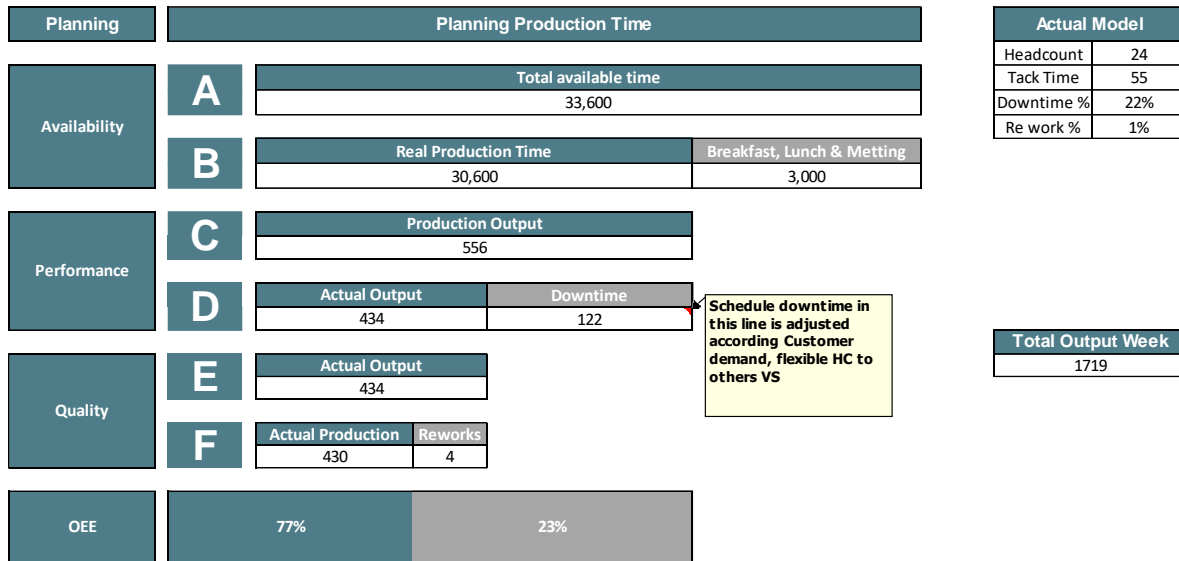 Planning
Planning Production Time
Actual Model
Headcount 24
Tack Time 55
Downtime % 22%
Re work % 1%
Availability
A
Total available time
33,600
B
Real Production Time Breakfast, Lunch & Metting
30,600 3,000
Performance
C
Production Output
556
D
Actual Output Downtime
434 122
Schedule downtime in
this line is adjusted
according Customer
demand, flexible HC to
others VS
Total Output Week
1719
Quality
E
Actual Output
434
F
Actual Production Reworks
430 4
OEE
77% 23%